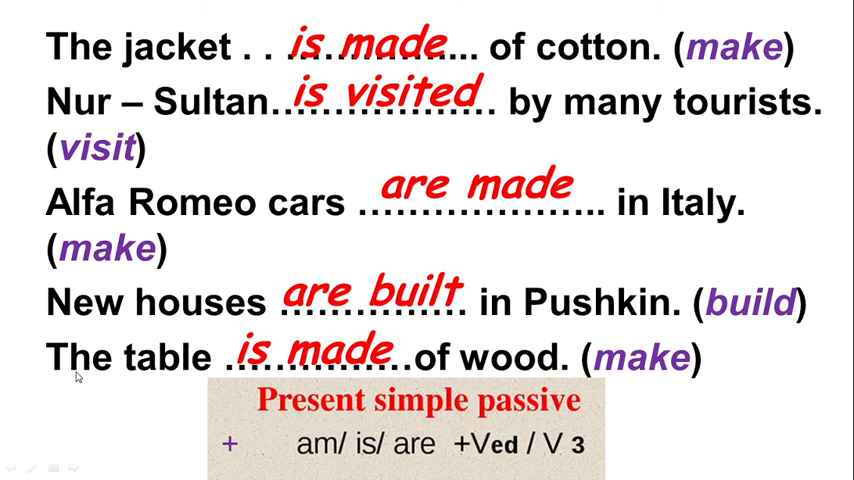 The jacket . . is made ... of cotton. (make)
Nur – Sultan is visited by many tourists.
(visit)
Alfa Romeo cars are made in Italy.
(make)
New houses are built in Pushkin. (build)
The table is made of wood. (make)
Present simple passive
+ am/ is/ are +Ved / V 3